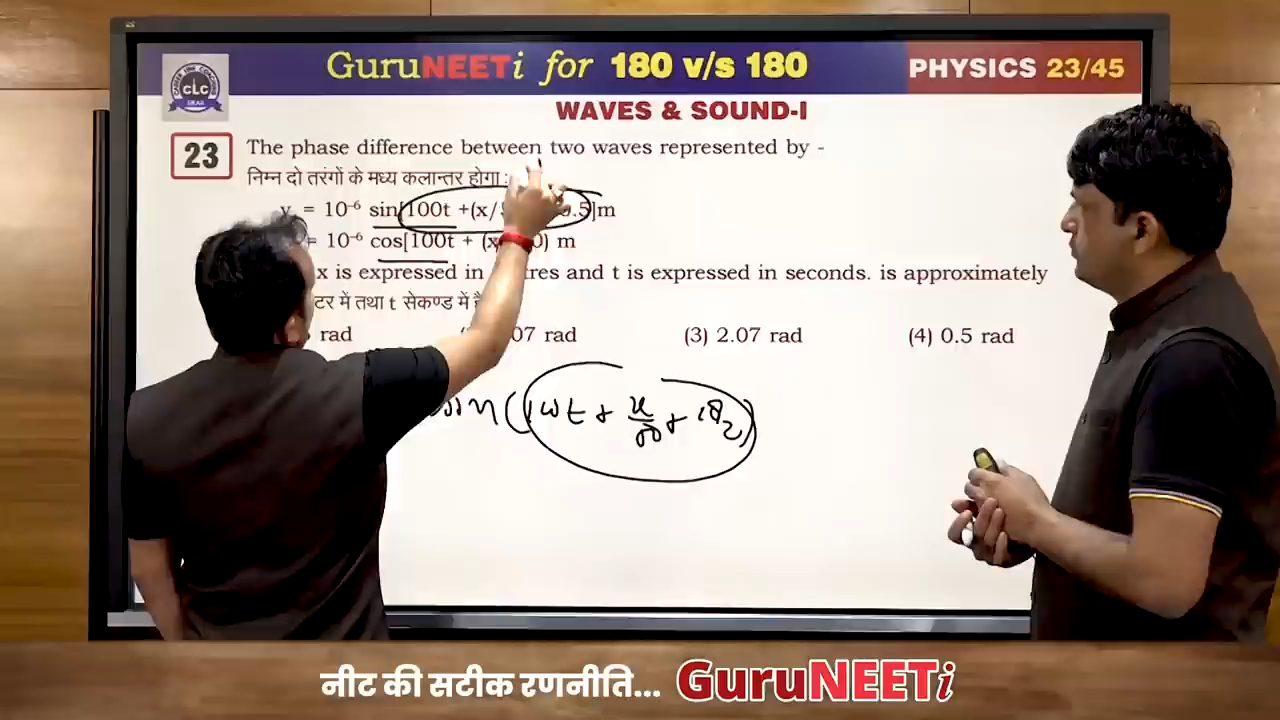 GuruNEETi for 180 v/s 180
PHYSICS 23/45
CLC
WAVES & SOUND-I
23
The phase difference between two waves represented by -
निम्न दो तरंगों के मध्य कलान्तर होगा :
= 10⁻⁶ sin[100t +(x/ 0.5]m
= 10⁻⁶ cos[100t + (x 0) m
x is expressed in and t is expressed in seconds. is approximately
में तथा t सेकण्ड में
rad
07 rad
(3) 2.07 rad
(4) 0.5 rad
नीट की सटीक रणनीति... GuruNEETi